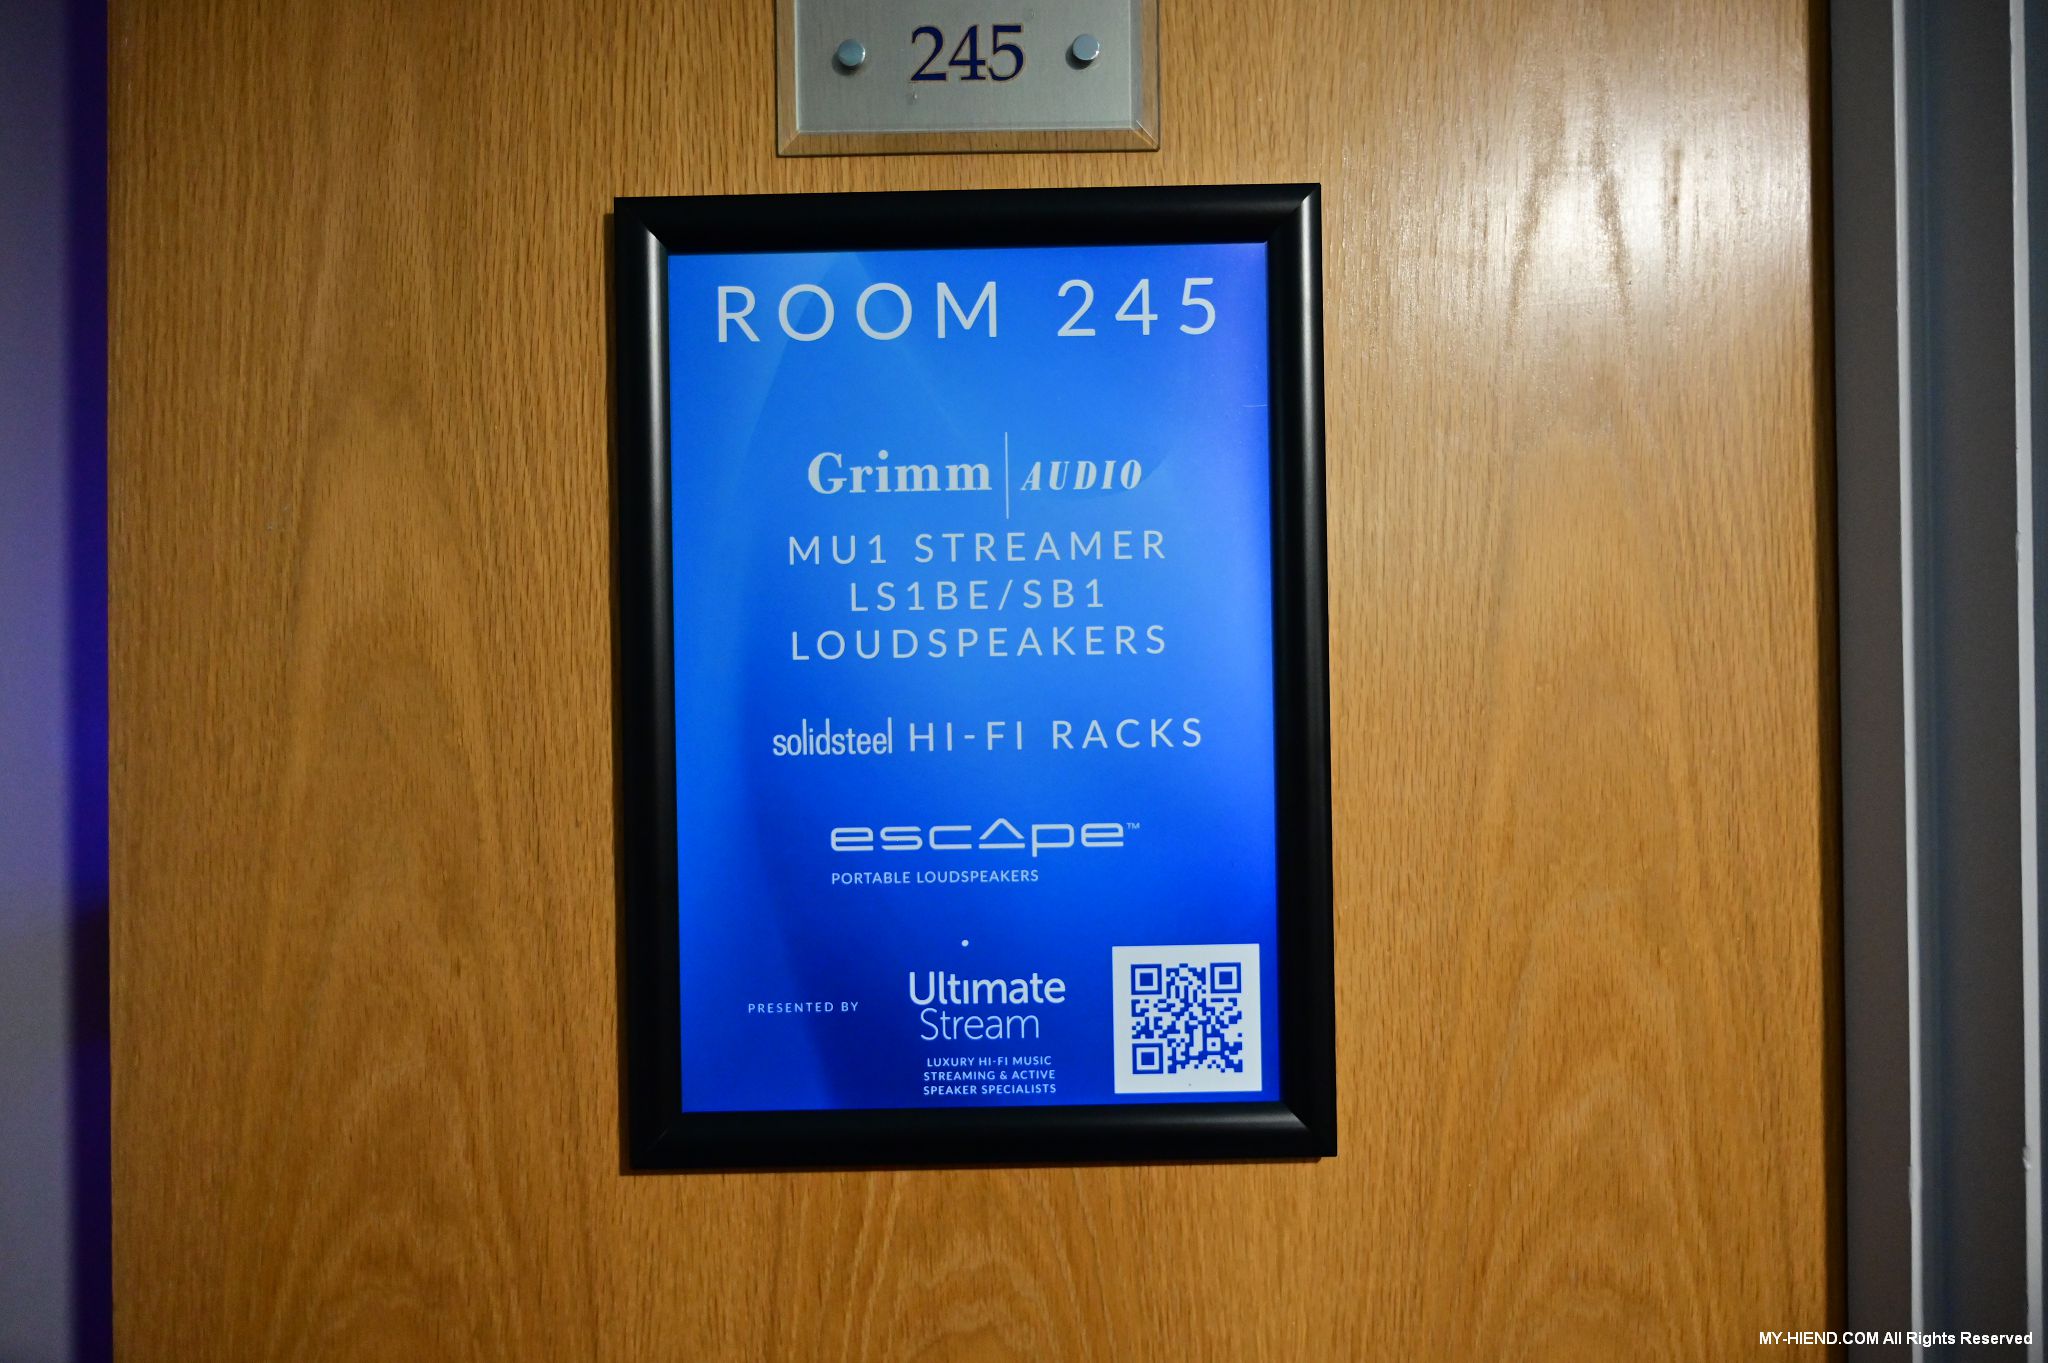 245
ROOM 245
Grimm AUDIO
MU1 STREAMER
LS1BE/SB1
LOUDSPEAKERS
solidsteel HI-FI RACKS
escape™
PORTABLE LOUDSPEAKERS
PRESENTED BY
Ultimate
Stream
LUXURY HI-FI MUSIC
STREAMING & ACTIVE
SPEAKER SPECIALISTS
MY-HIEND.COM All Rights Reserved